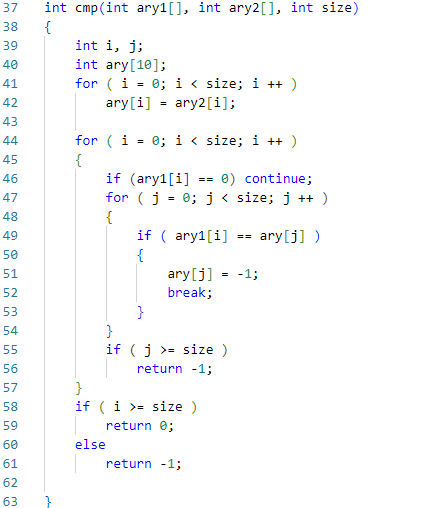 37 int cmp(int ary1[], int ary2[], int size)
38 {
39     int i, j;
40     int ary[10];
41     for ( i = 0; i < size; i ++ )
42         ary[i] = ary2[i];
43
44     for ( i = 0; i < size; i ++ )
45     {
46         if (ary1[i] == 0) continue;
47         for ( j = 0; j < size; j ++ )
48         {
49             if ( ary1[i] == ary[j] )
50             {
51                 ary[j] = -1;
52                 break;
53             }
54         }
55         if ( j >= size )
56             return -1;
57     }
58     if ( i >= size )
59         return 0;
60     else
61         return -1;
62
63 }